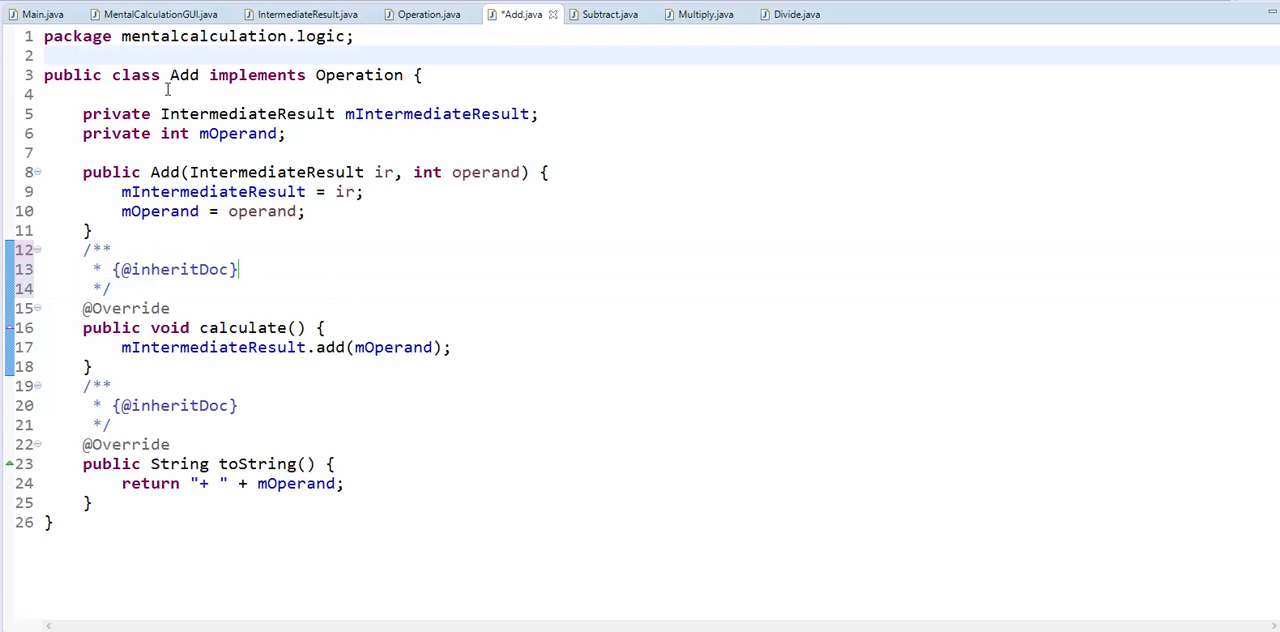 Main.java MentalCalculationGUI.java IntermediateResult.java Operation.java *Add.java Subtract.java Multiply.java Divide.java
1 package mentalcalculation.logic;
2
3 public class Add implements Operation {
4
5 private IntermediateResult mIntermediateResult;
6 private int mOperand;
7
8 public Add(IntermediateResult ir, int operand) {
9 mIntermediateResult = ir;
10 mOperand = operand;
11 }
12 /**
13 * {@inheritDoc}
14 */
15 @Override
16 public void calculate() {
17 mIntermediateResult.add(mOperand);
18 }
19 /**
20 * {@inheritDoc}
21 */
22 @Override
23 public String toString() {
24 return "+ " + mOperand;
25 }
26 }